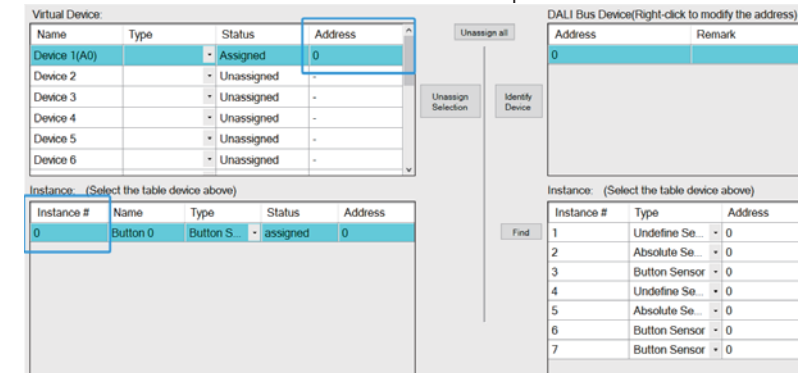 Virtual Device:
Name Type Status Address
Device 1(A0) Assigned 0
Device 2 Unassigned -
Device 3 Unassigned -
Device 4 Unassigned -
Device 5 Unassigned -
Device 6 Unassigned -
Instance: (Select the table device above)
Instance # Name Type Status Address
0 Button 0 Button S... assigned 0
Unassign all
Unassign Selection
Identify Device
Find
DALI Bus Device(Right-click to modify the address)
Address Remark
0
Instance: (Select the table device above)
Instance # Type Address
1 Undefine Se... 0
2 Absolute Se... 0
3 Button Sensor 0
4 Undefine Se... 0
5 Absolute Se... 0
6 Button Sensor 0
7 Button Sensor 0